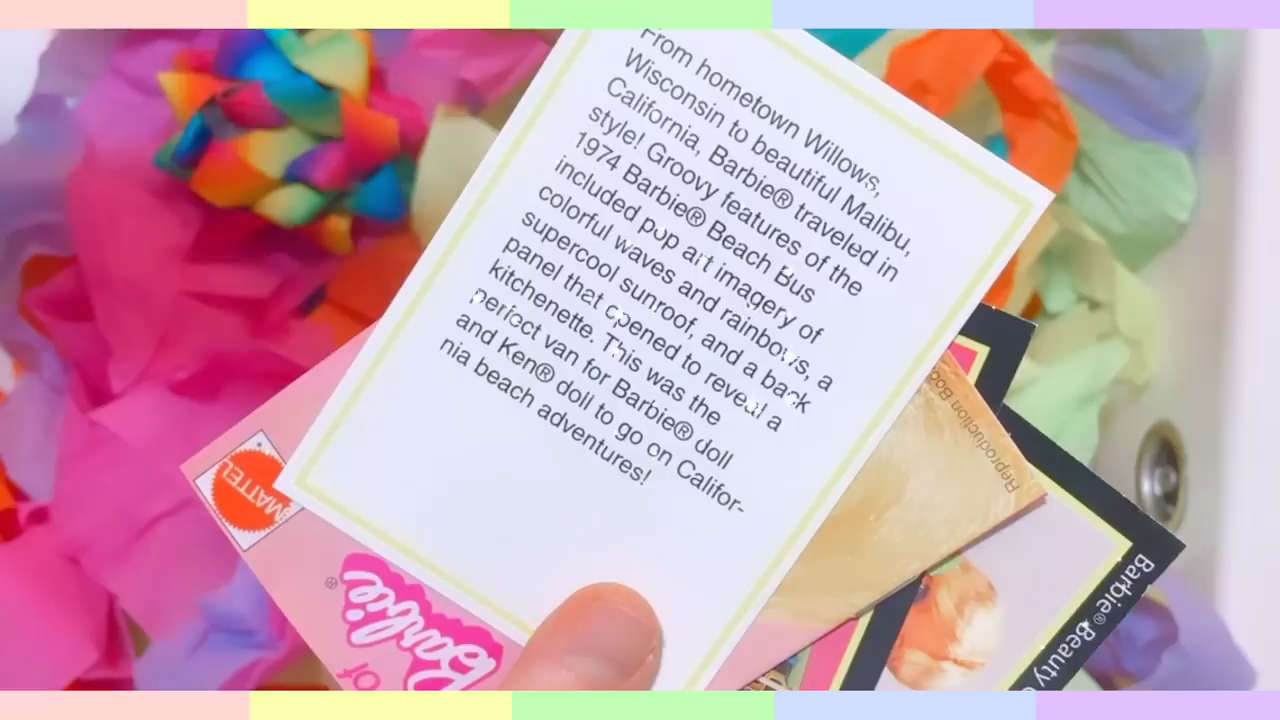 From hometown Willows,
Wisconsin to beautiful Malibu,
California, Barbie® traveled in
style! Groovy features of the
1974 Barbie® Beach Bus
included pop art imagery of
colorful waves and rainbows, a
supercool sunroof, and a back
panel that opened to reveal a
kitchenette. This was the
perfect van for Barbie® doll
and Ken® doll to go on Califor-
nia beach adventures!
MATTEL
of
Barbie®
Reproduction
Barbie® Beauty